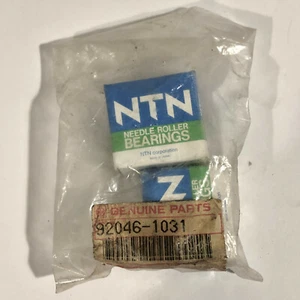 NTN
NEEDLE ROLLER
BEARINGS
NTN corporation
GENUINE PARTS
92046-1031